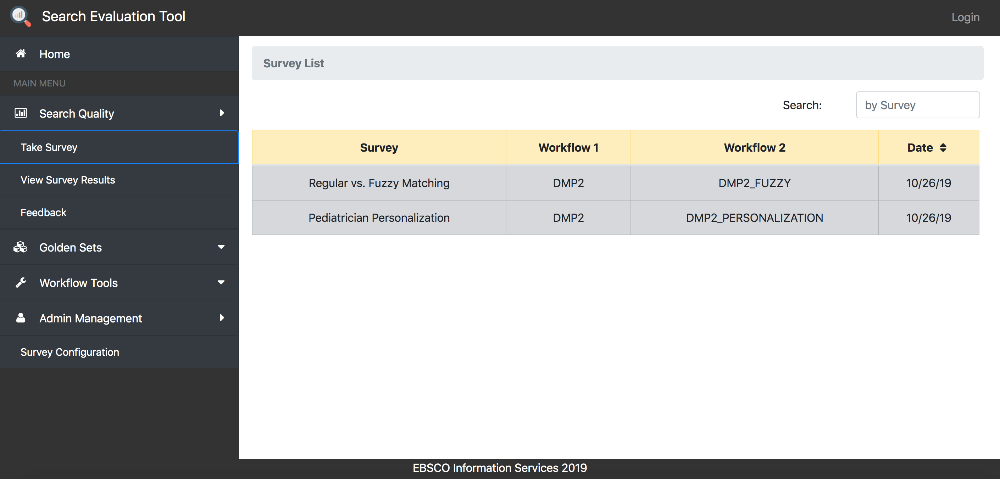 Search Evaluation Tool
Login
Home
MAIN MENU
Search Quality
Take Survey
View Survey Results
Feedback
Golden Sets
Workflow Tools
Admin Management
Survey Configuration
Survey List
Search: by Survey
Survey Workflow 1 Workflow 2 Date
Regular vs. Fuzzy Matching DMP2 DMP2_FUZZY 10/26/19
Pediatrician Personalization DMP2 DMP2_PERSONALIZATION 10/26/19
EBSCO Information Services 2019